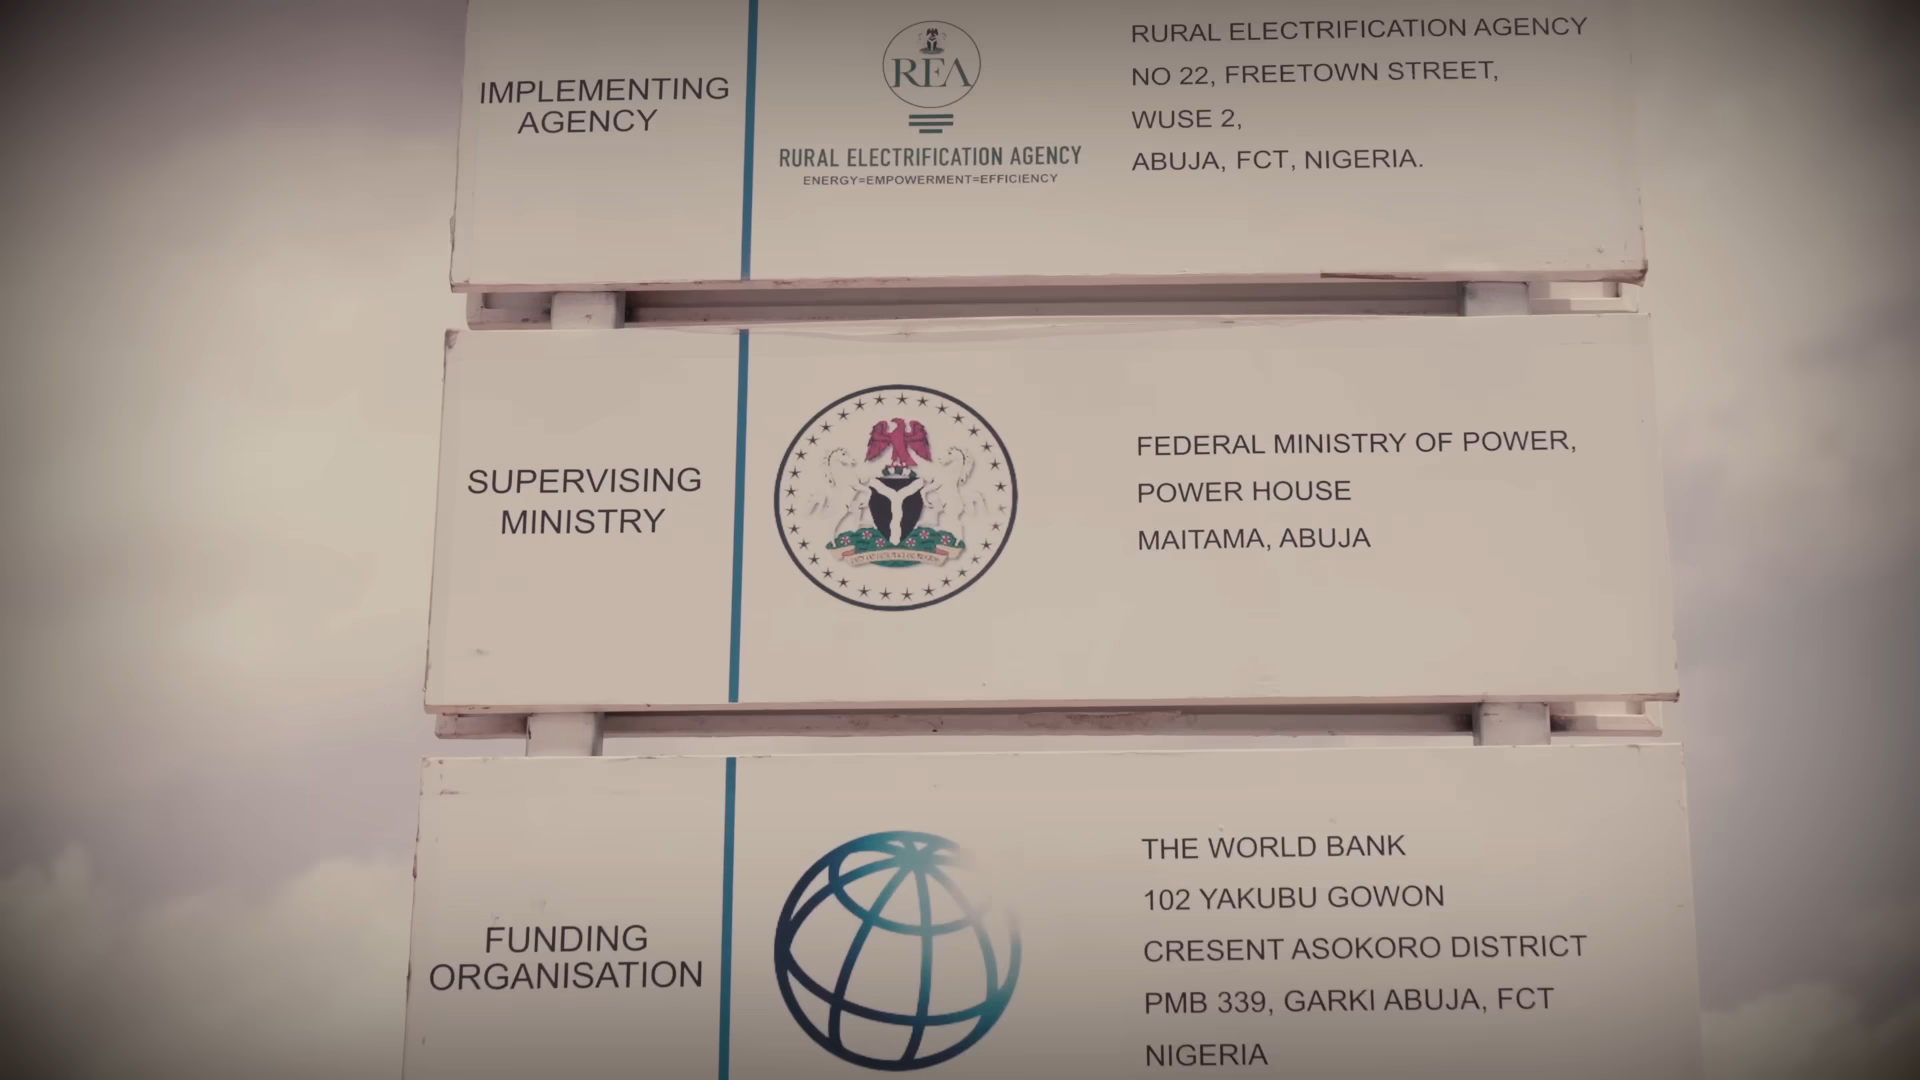 IMPLEMENTING
AGENCY
REA
RURAL ELECTRIFICATION AGENCY
ENERGY=EMPOWERMENT=EFFICIENCY
RURAL ELECTRIFICATION AGENCY
NO 22, FREETOWN STREET,
WUSE 2,
ABUJA, FCT, NIGERIA.
SUPERVISING
MINISTRY
FEDERAL MINISTRY OF POWER,
POWER HOUSE
MAITAMA, ABUJA
FUNDING
ORGANISATION
THE WORLD BANK
102 YAKUBU GOWON
CRESENT ASOKORO DISTRICT
PMB 339, GARKI ABUJA, FCT
NIGERIA